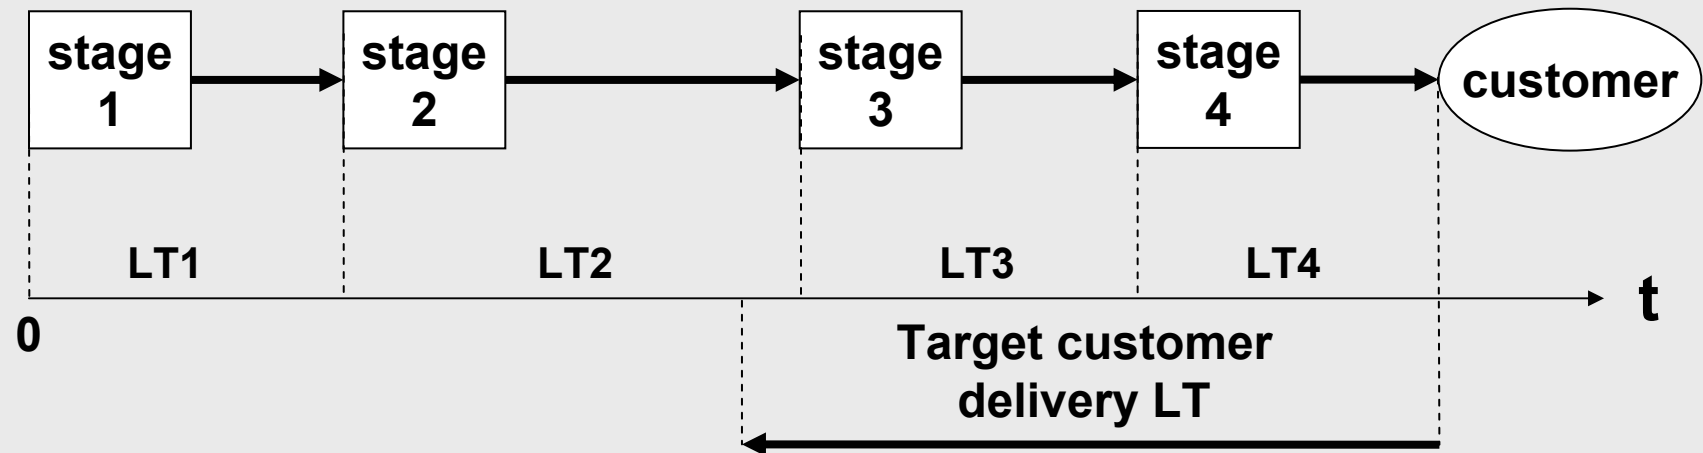 stage
1
stage
2
stage
3
stage
4
customer
LT1
LT2
LT3
LT4
t
0
Target customer
delivery LT